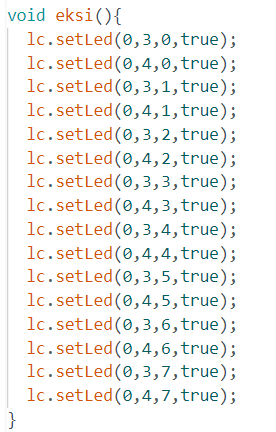 void eksi(){
  lc.setLed(0,3,0,true);
  lc.setLed(0,4,0,true);
  lc.setLed(0,3,1,true);
  lc.setLed(0,4,1,true);
  lc.setLed(0,3,2,true);
  lc.setLed(0,4,2,true);
  lc.setLed(0,3,3,true);
  lc.setLed(0,4,3,true);
  lc.setLed(0,3,4,true);
  lc.setLed(0,4,4,true);
  lc.setLed(0,3,5,true);
  lc.setLed(0,4,5,true);
  lc.setLed(0,3,6,true);
  lc.setLed(0,4,6,true);
  lc.setLed(0,3,7,true);
  lc.setLed(0,4,7,true);
}